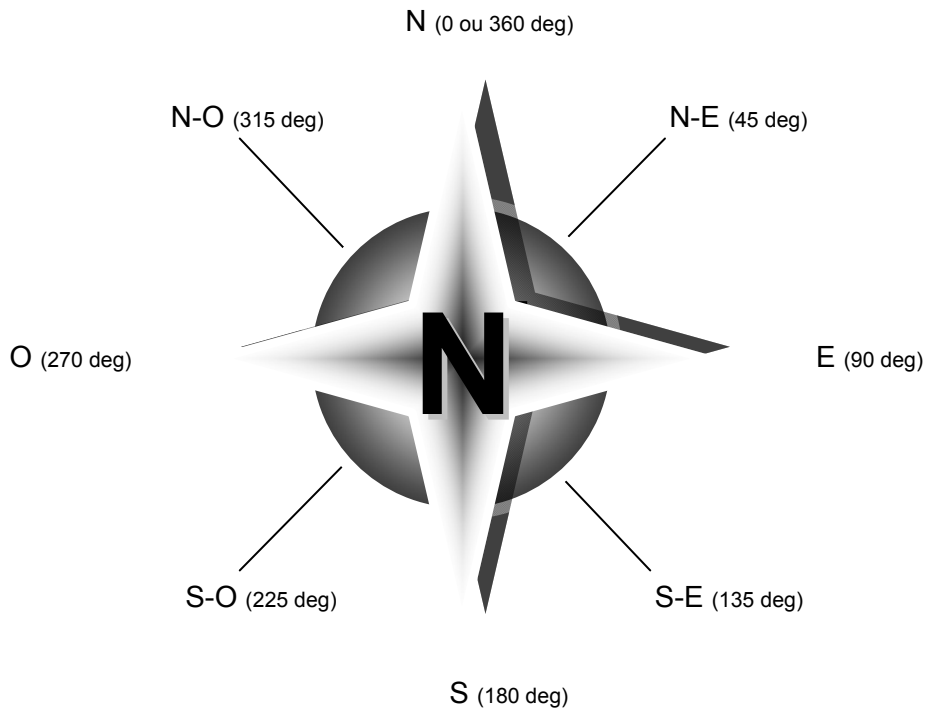 N (0 ou 360 deg)
N-O (315 deg)
N-E (45 deg)
O (270 deg)
N
E (90 deg)
S-O (225 deg)
S-E (135 deg)
S (180 deg)